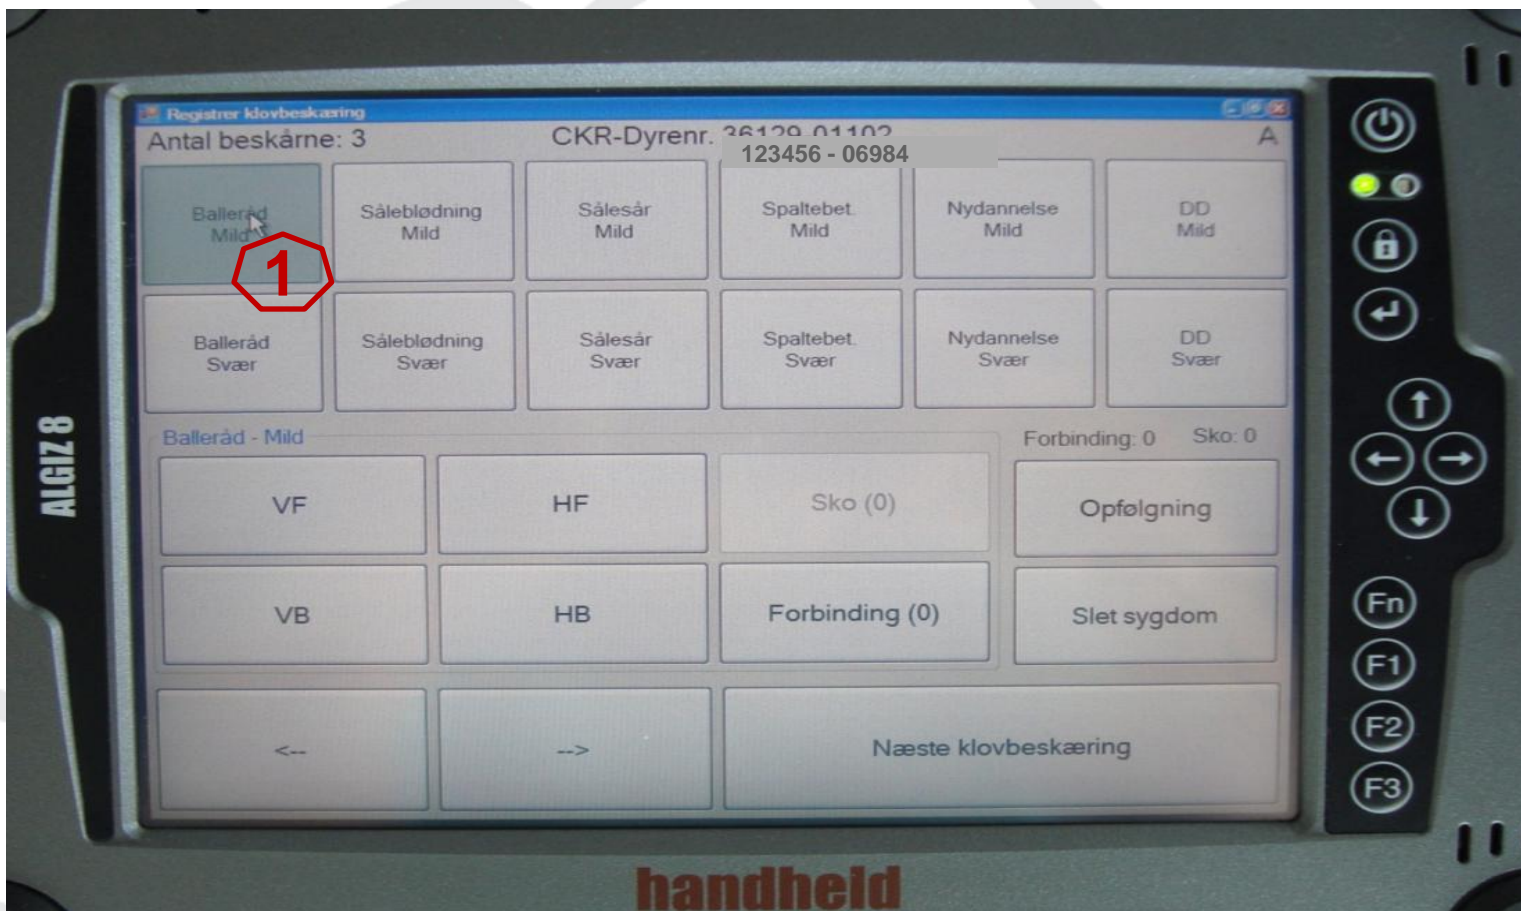 Registrer klovbeskæring
Antal beskårne: 3 CKR-Dyrenr. 36129-01102 A
123456 - 06984
Balleråd Mild
Såleblødning Mild
Sålesår Mild
Spaltebet. Mild
Nydannelse Mild
DD Mild
1
Balleråd Svær
Såleblødning Svær
Sålesår Svær
Spaltebet. Svær
Nydannelse Svær
DD Svær
Balleråd - Mild
Forbinding: 0 Sko: 0
VF
HF
Sko (0)
Opfølgning
VB
HB
Forbinding (0)
Slet sygdom
<--
-->
Næste klovbeskæring
ALGIZ 8
Fn
F1
F2
F3
handheld